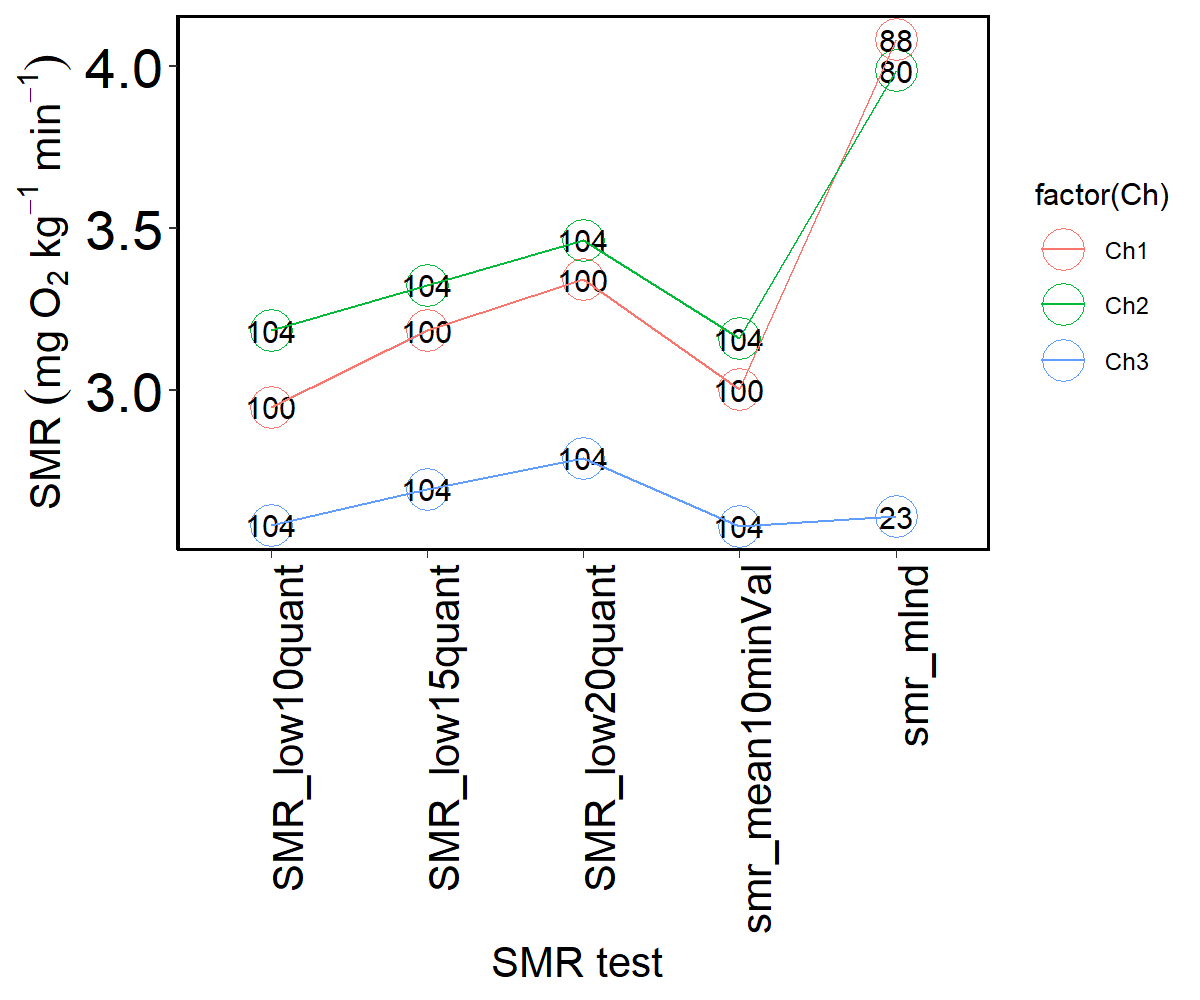 SMR (mg O₂ kg⁻¹ min⁻¹)
4.0
3.5
3.0
88
80
104
104
104
104
100
100
100
100
104
104
104
104
23
SMR_low10quant
SMR_low15quant
SMR_low20quant
smr_mean10minVal
smr_mlnd
SMR test
factor(Ch)
Ch1
Ch2
Ch3